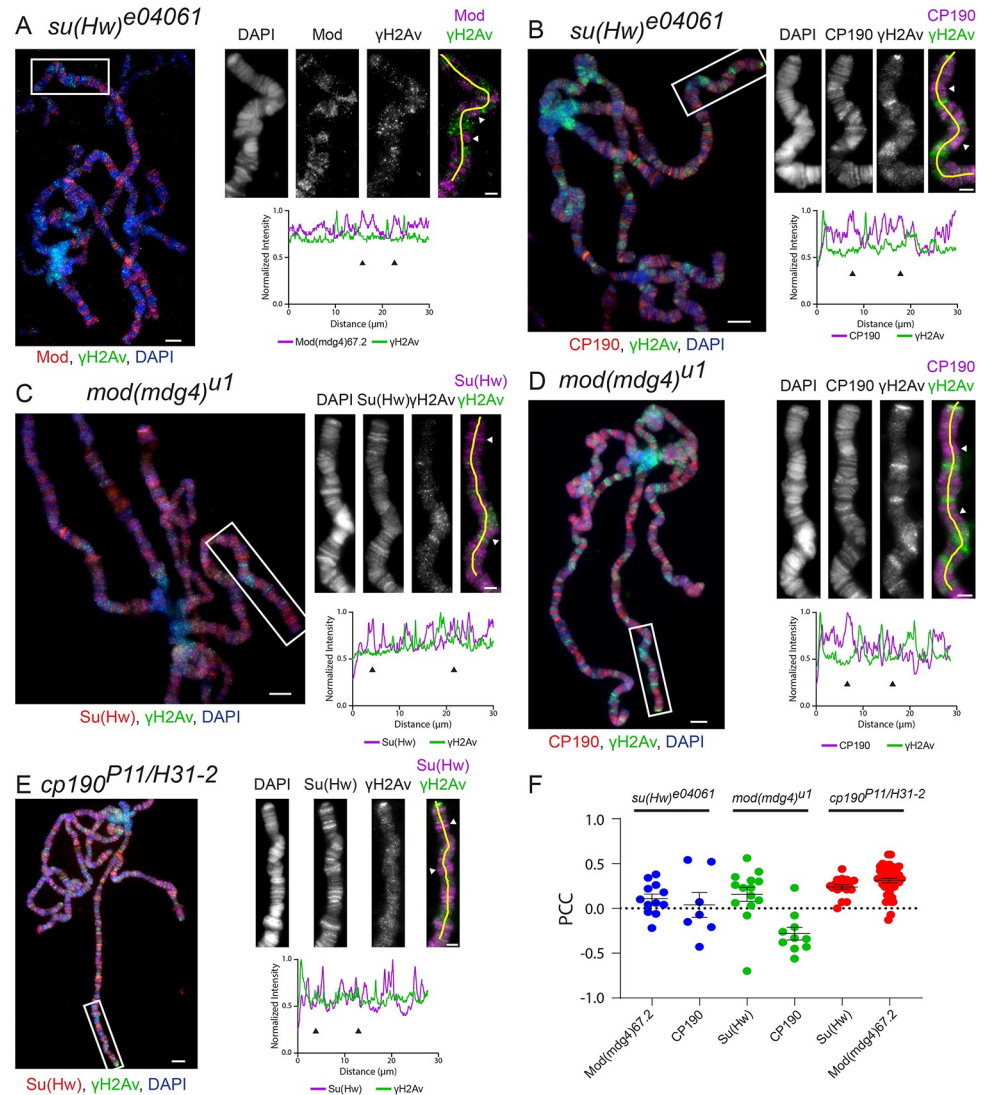 A
su(Hw)e04061
DAPI Mod γH2Av
Mod
γH2Av
Normalized Intensity
1.0
0.5
0.0
0 10 20 30
Distance (μm)
Mod(mdg4)67.2 γH2Av
Mod, γH2Av, DAPI
B
su(Hw)e04061
DAPI CP190 γH2Av
CP190
γH2Av
Normalized Intensity
1.0
0.5
0.0
0 10 20 30
Distance (μm)
CP190 γH2Av
CP190, γH2Av, DAPI
C
mod(mdg4)u1
DAPI Su(Hw) γH2Av
Su(Hw)
γH2Av
Normalized Intensity
1.0
0.5
0.0
0 10 20 30
Distance (μm)
Su(Hw) γH2Av
Su(Hw), γH2Av, DAPI
D
mod(mdg4)u1
DAPI CP190 γH2Av
CP190
γH2Av
Normalized Intensity
1.0
0.5
0.0
0 10 20 30
Distance (μm)
CP190 γH2Av
CP190, γH2Av, DAPI
E
cp190P11/H31-2
DAPI Su(Hw) γH2Av
Su(Hw)
γH2Av
Normalized Intensity
1.0
0.5
0.0
0 10 20 30
Distance (μm)
Su(Hw) γH2Av
Su(Hw), γH2Av, DAPI
F
su(Hw)e04061 mod(mdg4)u1 cp190P11/H31-2
PCC
1.0
0.5
0.0
-0.5
-1.0
Mod(mdg4)67.2
CP190
Su(Hw)
CP190
Su(Hw)
Mod(mdg4)67.2